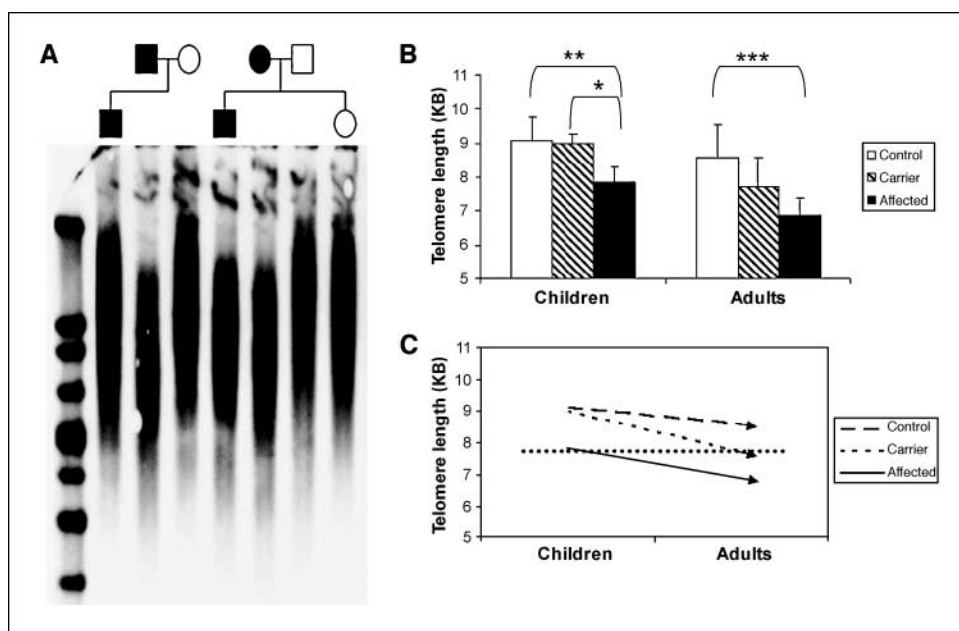 A
B
**
*
***
Telomere length (KB)
11
10
9
8
7
6
5
Children
Adults
Control
Carrier
Affected
C
Telomere length (KB)
11
10
9
8
7
6
5
Children
Adults
Control
Carrier
Affected